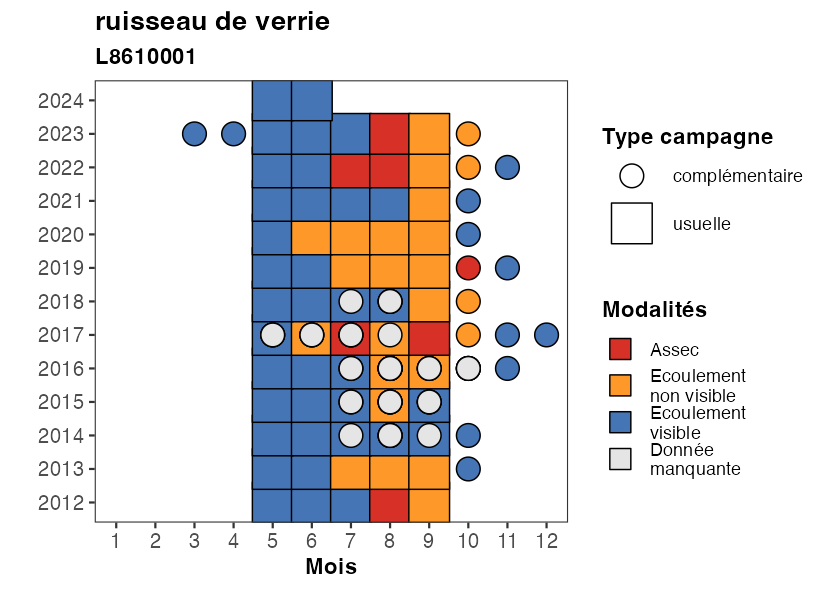 ruisseau de verrie
L8610001
2024
2023
2022
2021
2020
2019
2018
2017
2016
2015
2014
2013
2012
1 2 3 4 5 6 7 8 9 10 11 12
Mois
Type campagne
complémentaire
usuelle
Modalités
Assec
Ecoulement
non visible
Ecoulement
visible
Donnée
manquante